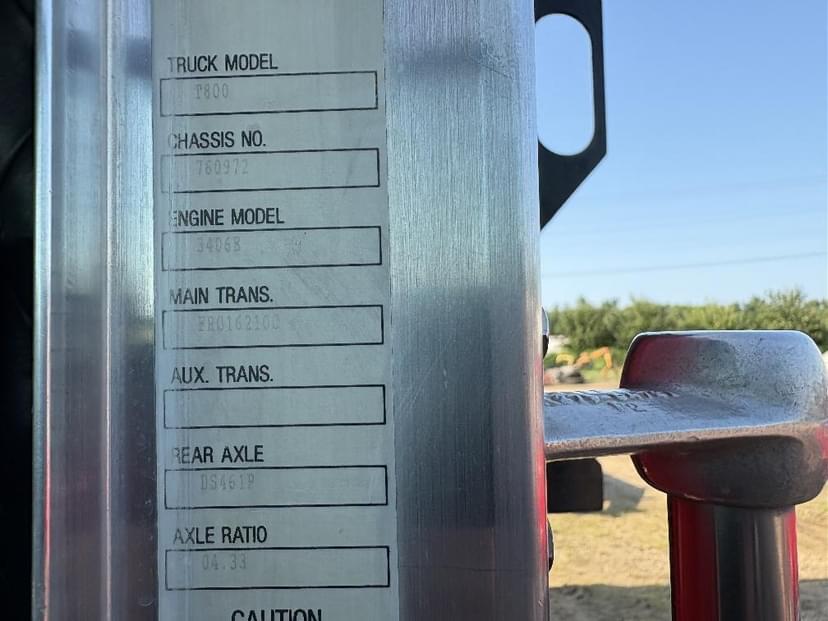 TRUCK MODEL
T800
CHASSIS NO.
760972
ENGINE MODEL
3406B
MAIN TRANS.
FRO16210C
AUX. TRANS.
REAR AXLE
DS461P
AXLE RATIO
04.33
CAUTION